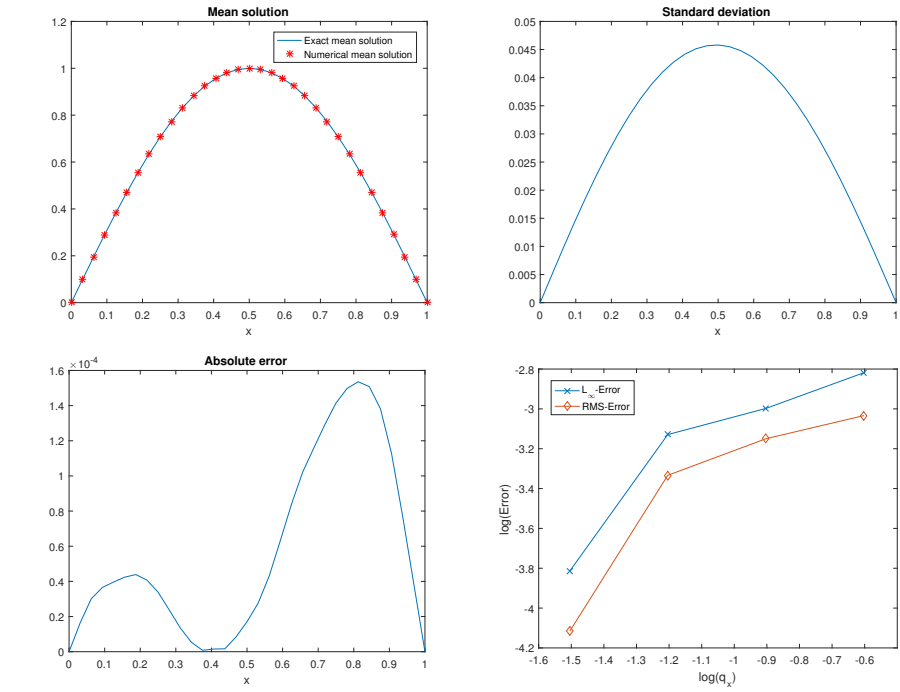 Mean solution
1.2
1
0.8
0.6
0.4
0.2
0
Exact mean solution
Numerical mean solution
0 0.1 0.2 0.3 0.4 0.5 0.6 0.7 0.8 0.9 1
x
Standard deviation
0.05
0.045
0.04
0.035
0.03
0.025
0.02
0.015
0.01
0.005
0
0 0.1 0.2 0.3 0.4 0.5 0.6 0.7 0.8 0.9 1
x
Absolute error
×10⁻⁴
1.6
1.4
1.2
1
0.8
0.6
0.4
0.2
0
0 0.1 0.2 0.3 0.4 0.5 0.6 0.7 0.8 0.9 1
x
-2.8
-3
-3.2
-3.4
-3.6
-3.8
-4
-4.2
log(Error)
L∞-Error
RMS-Error
-1.6 -1.5 -1.4 -1.3 -1.2 -1.1 -1 -0.9 -0.8 -0.7 -0.6
log(qₓ)